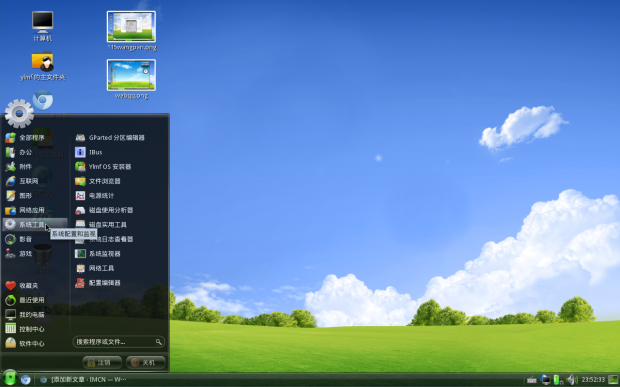 计算机
115wangpan.png
ylmf的主文件夹
webqq.png
全部程序
办公
附件
互联网
图形
网络应用
系统工具
影音
游戏
收藏夹
最近使用
我的电脑
控制中心
软件中心
GParted 分区编辑器
IBus
Ylmf OS 安装器
文件浏览器
电源统计
磁盘使用分析器
磁盘实用工具
系统日志查看器
系统监视器
网络工具
配置编辑器
系统配置和监视
搜索程序或文件...
注销
关机
[添加新文章 ‹ IMCN — W…
23:52:33